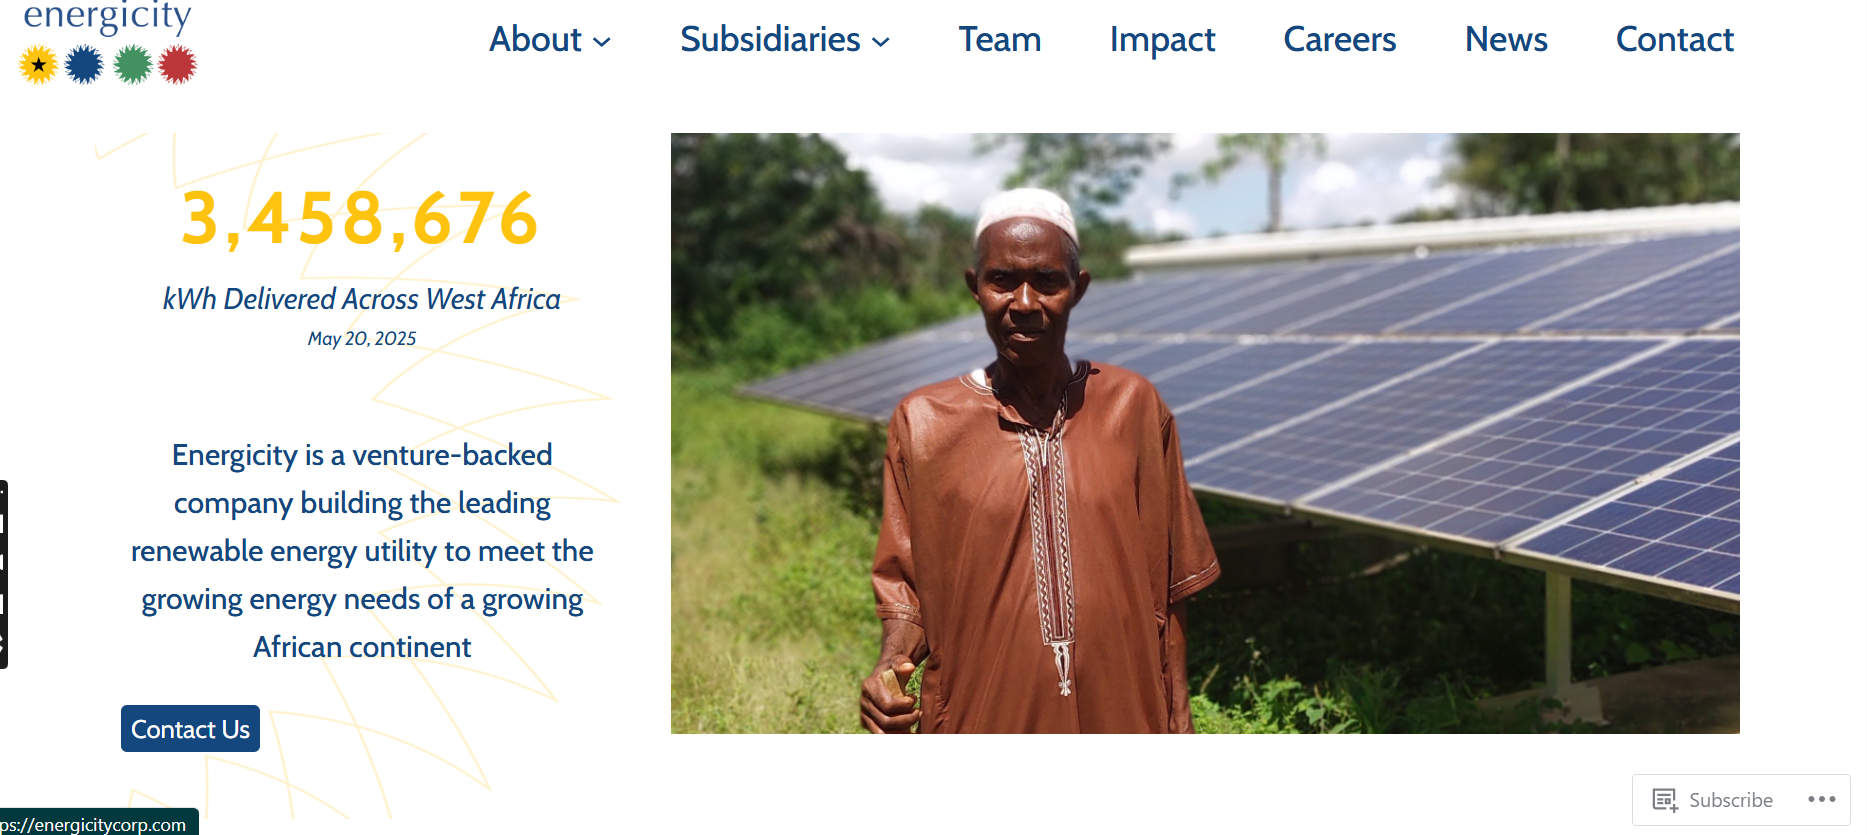 energicity
About
Subsidiaries
Team
Impact
Careers
News
Contact
3,458,676
kWh Delivered Across West Africa
May 20, 2025
Energicity is a venture-backed
company building the leading
renewable energy utility to meet the
growing energy needs of a growing
African continent
Contact Us
Subscribe
ps://energicitycorp.com